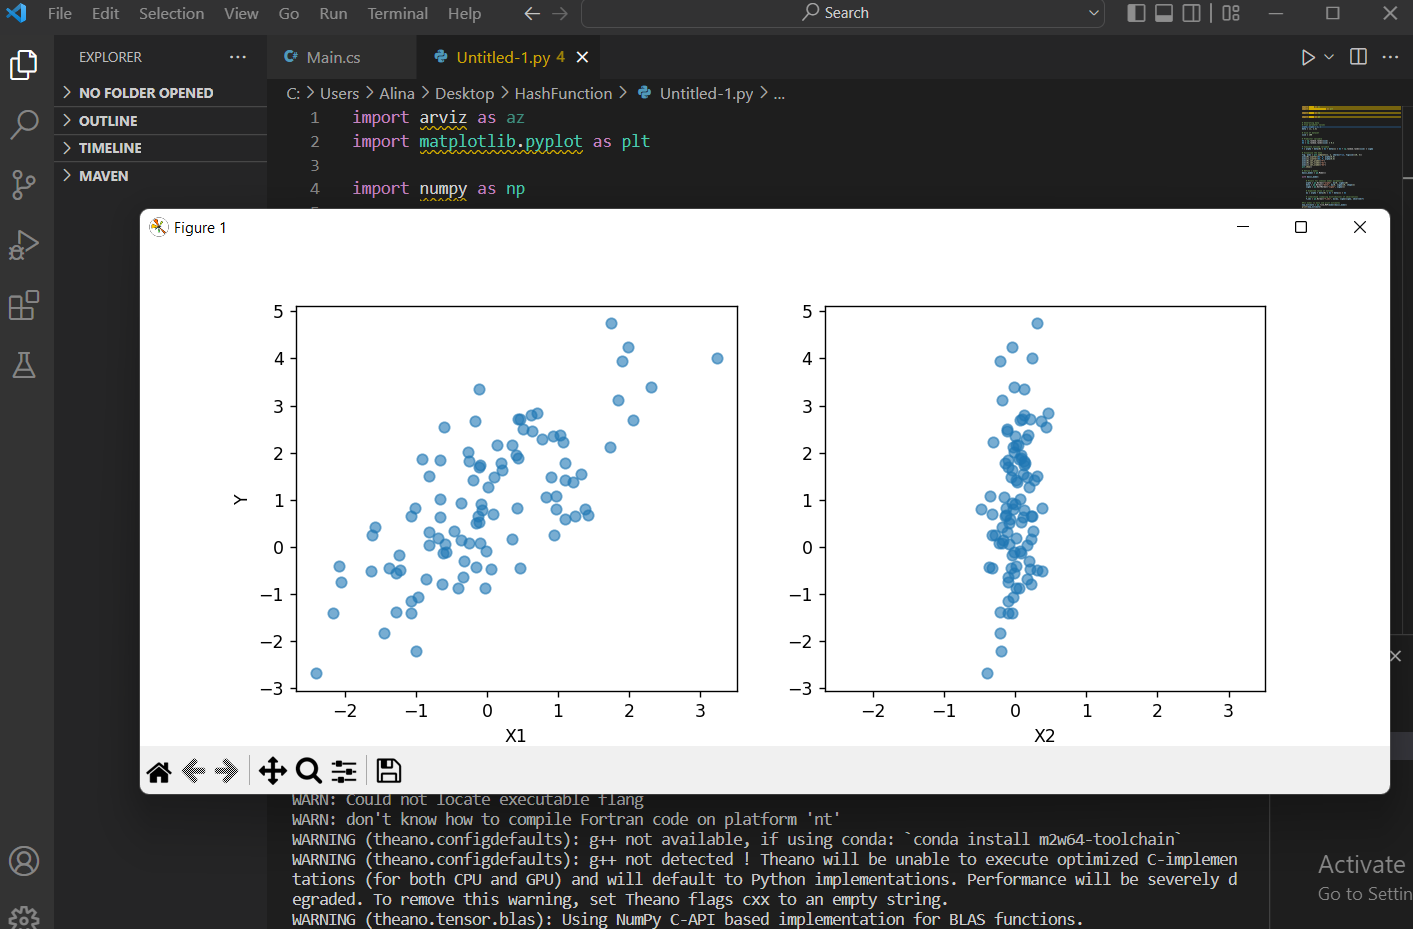 File Edit Selection View Go Run Terminal Help Search
EXPLORER
Main.cs Untitled-1.py 4
NO FOLDER OPENED
OUTLINE
TIMELINE
MAVEN
C: > Users > Alina > Desktop > HashFunction > Untitled-1.py > ...
1 import arviz as az
2 import matplotlib.pyplot as plt
3
4 import numpy as np
Figure 1
5
4
3
2
1
0
−1
−2
−3
Y
−2 −1 0 1 2 3
X1
5
4
3
2
1
0
−1
−2
−3
−2 −1 0 1 2 3
X2
WARN: Could not locate executable flang
WARN: don't know how to compile Fortran code on platform 'nt'
WARNING (theano.configdefaults): g++ not available, if using conda: `conda install m2w64-toolchain`
WARNING (theano.configdefaults): g++ not detected ! Theano will be unable to execute optimized C-implemen
tations (for both CPU and GPU) and will default to Python implementations. Performance will be severely d
egraded. To remove this warning, set Theano flags cxx to an empty string.
WARNING (theano.tensor.blas): Using NumPy C-API based implementation for BLAS functions.
Activate
Go to Settin